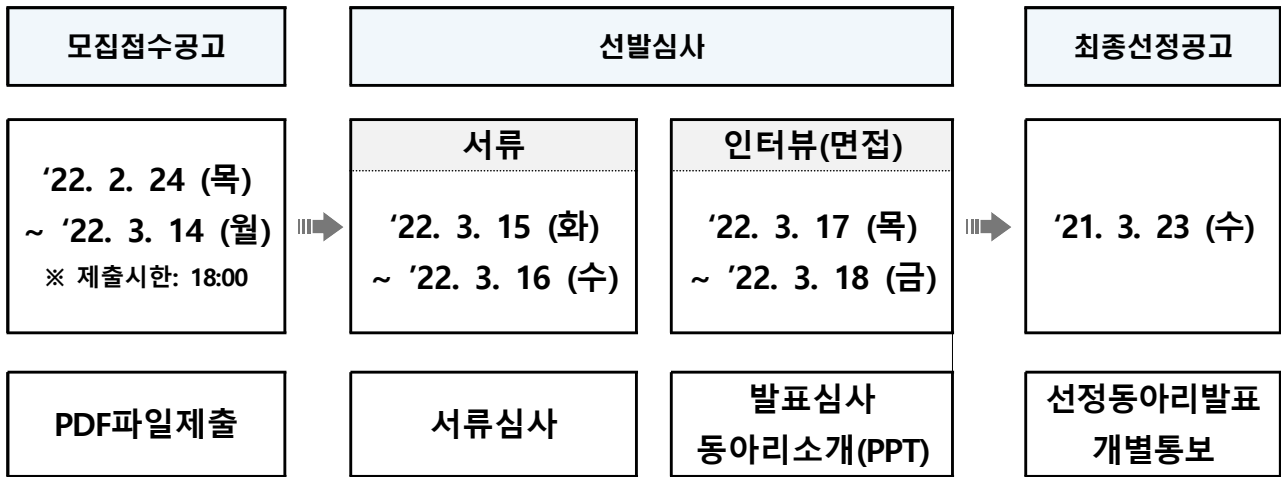 모집접수공고
선발심사
최종선정공고
‘22. 2. 24 (목)
~ ‘22. 3. 14 (월)
※ 제출시한: 18:00
서류
‘22. 3. 15 (화)
~ ’22. 3. 16 (수)
인터뷰(면접)
‘22. 3. 17 (목)
~ ’22. 3. 18 (금)
‘21. 3. 23 (수)
PDF파일제출
서류심사
발표심사
동아리소개(PPT)
선정동아리발표
개별통보